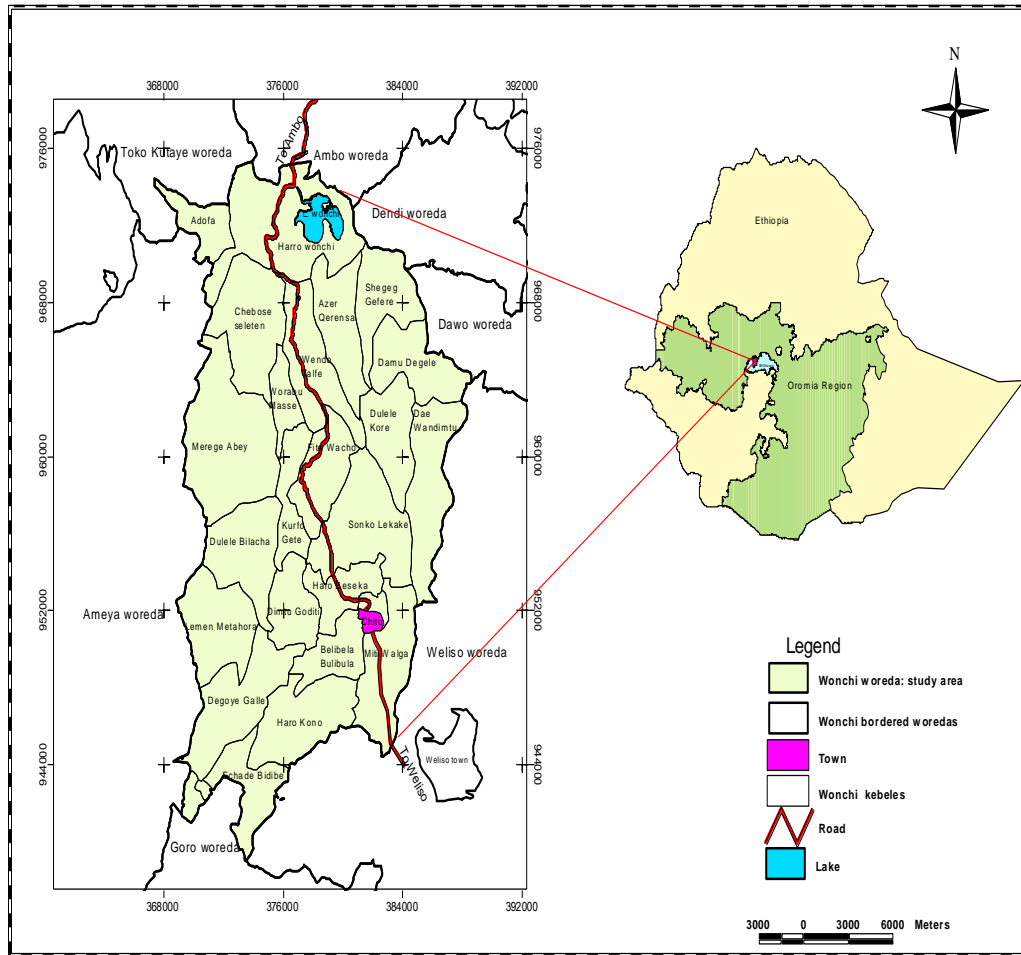 N
368000
376000
384000
392000
976000
976000
To Ambo
Toko Kutaye woreda
Ambo woreda
Adofa
L wonchi
Dendi woreda
Harro wonchi
Shegeg
Gefere
968000
968000
Azer
Qerensa
Chebose
seleten
Dawo woreda
Damu Degele
Worabu
Masse
Dulele
Kore
Dae
Wandimtu
Merege Abey
Fite Wacho
960000
960000
Kurfo
Gete
Sonko Lekake
Dulele Bilacha
952000
952000
Ameya woreda
Lemen Metahora
Dimtu Goditi
Chitu
Belibela
Bulibula
Miti Walga
Weliso woreda
Degoye Galle
Haro Kono
944000
944000
To Weliso
Weliso town
Echade Bidibe
Goro woreda
368000
376000
384000
392000
Ethiopia
Oromia Region
Legend
Wonchi woreda: study area
Wonchi bordered woredas
Town
Wonchi kebeles
Road
Lake
3000 0 3000 6000 Meters